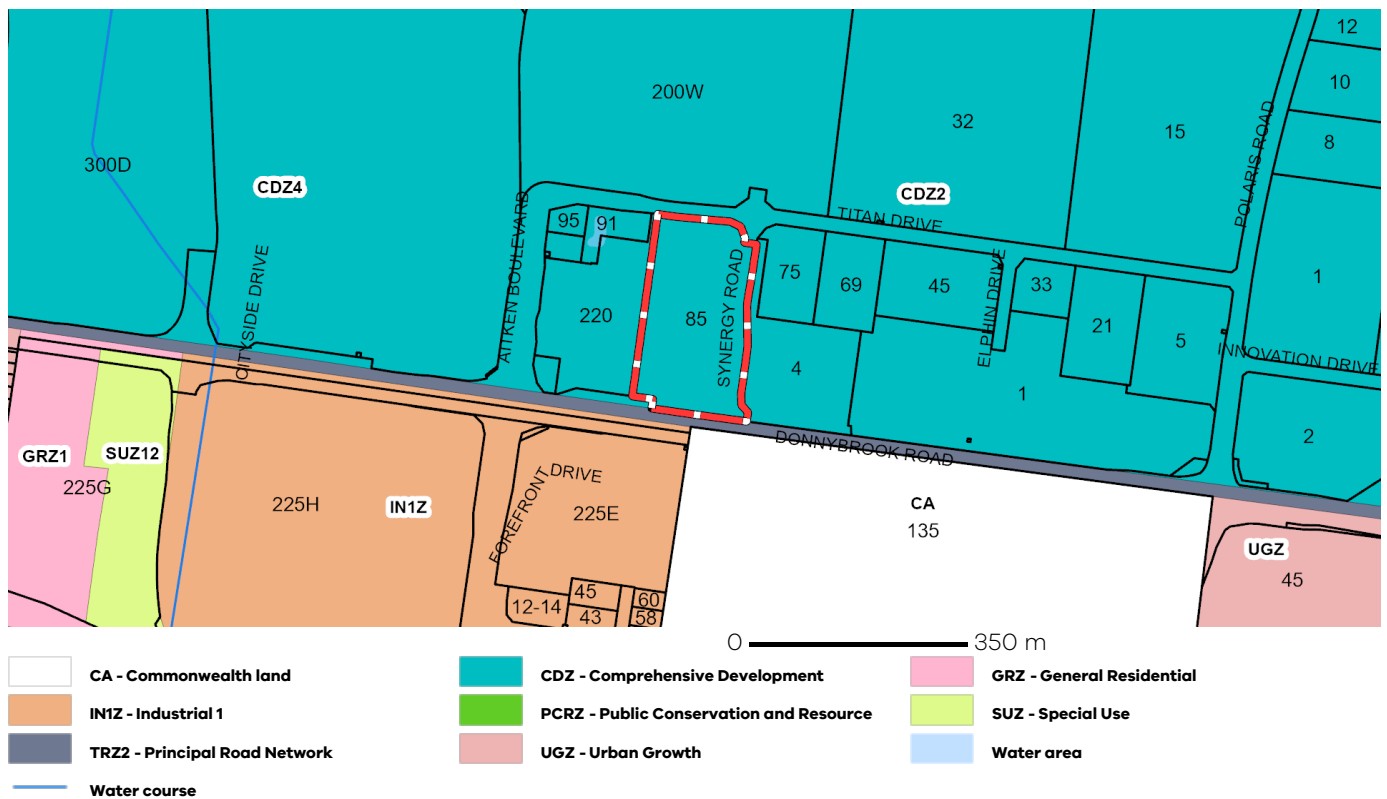 12
10
8
200W
32
15
POLARIS ROAD
300D
CDZ4
CDZ2
AITKEN BOULEVARD
95
91
TITAN DRIVE
CITYSIDE DRIVE
220
85
SYNERGY ROAD
75
69
45
ELPHIN DRIVE
33
21
5
1
INNOVATION DRIVE
4
1
2
DONNYBROOK ROAD
GRZ1
SUZ12
225G
225H
IN1Z
FOREFRONT DRIVE
225E
CA
135
UGZ
45
12-14
45
43
60
58
0 350 m
CA - Commonwealth land
CDZ - Comprehensive Development
GRZ - General Residential
IN1Z - Industrial 1
PCRZ - Public Conservation and Resource
SUZ - Special Use
TRZ2 - Principal Road Network
UGZ - Urban Growth
Water area
Water course